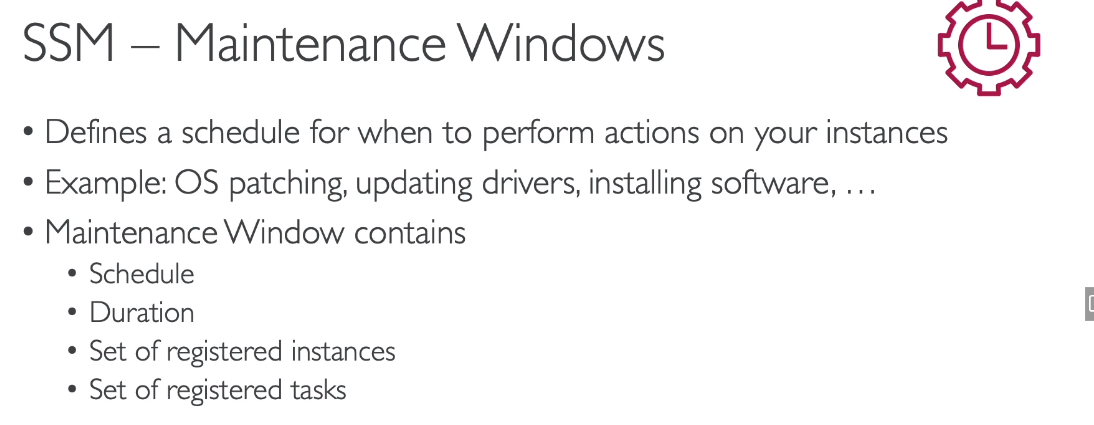 SSM – Maintenance Windows
• Defines a schedule for when to perform actions on your instances
• Example: OS patching, updating drivers, installing software, …
• Maintenance Window contains
• Schedule
• Duration
• Set of registered instances
• Set of registered tasks